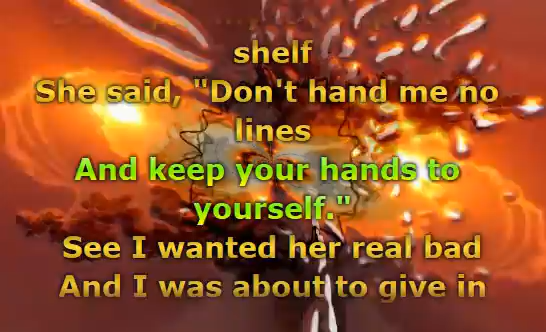 shelf
She said, "Don't hand me no
lines
And keep your hands to
yourself."
See I wanted her real bad
And I was about to give in